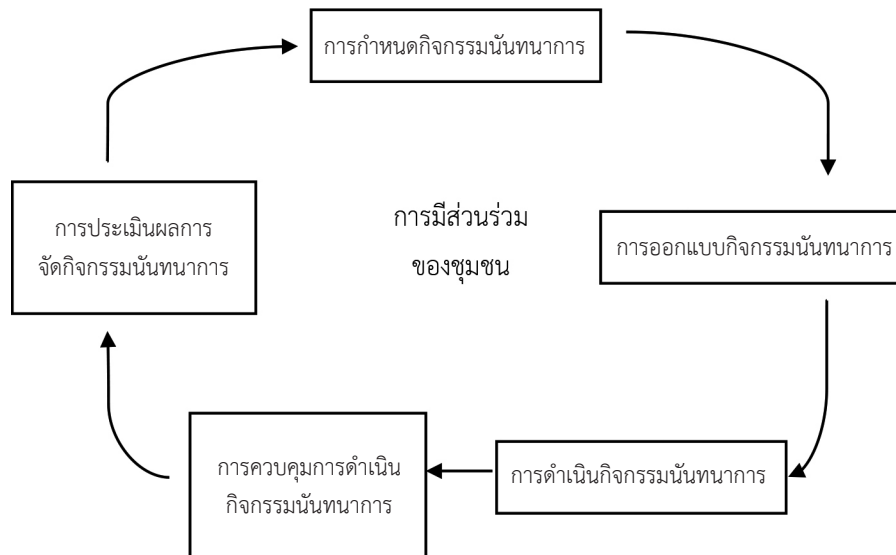 การกำหนดกิจกรรมนันทนาการ
การออกแบบกิจกรรมนันทนาการ
การดำเนินกิจกรรมนันทนาการ
การควบคุมการดำเนิน
กิจกรรมนันทนาการ
การประเมินผลการ
จัดกิจกรรมนันทนาการ
การมีส่วนร่วม
ของชุมชน